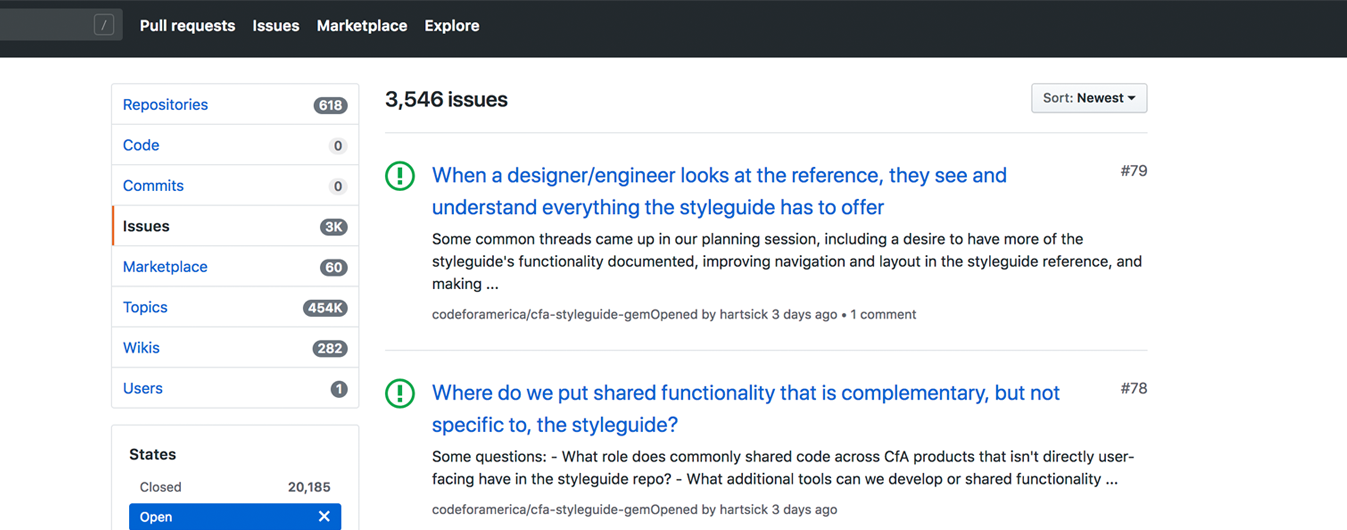 / Pull requests Issues Marketplace Explore
Repositories 618
Code 0
Commits 0
Issues 3K
Marketplace 60
Topics 454K
Wikis 282
Users 1
States
Closed 20,185
Open ✕
3,546 issues
Sort: Newest
When a designer/engineer looks at the reference, they see and
#79
understand everything the styleguide has to offer
Some common threads came up in our planning session, including a desire to have more of the
styleguide's functionality documented, improving navigation and layout in the styleguide reference, and
making ...
codeforamerica/cfa-styleguide-gemOpened by hartsick 3 days ago • 1 comment
Where do we put shared functionality that is complementary, but not
#78
specific to, the styleguide?
Some questions: - What role does commonly shared code across CfA products that isn't directly user-
facing have in the styleguide repo? - What additional tools can we develop or shared functionality ...
codeforamerica/cfa-styleguide-gemOpened by hartsick 3 days ago